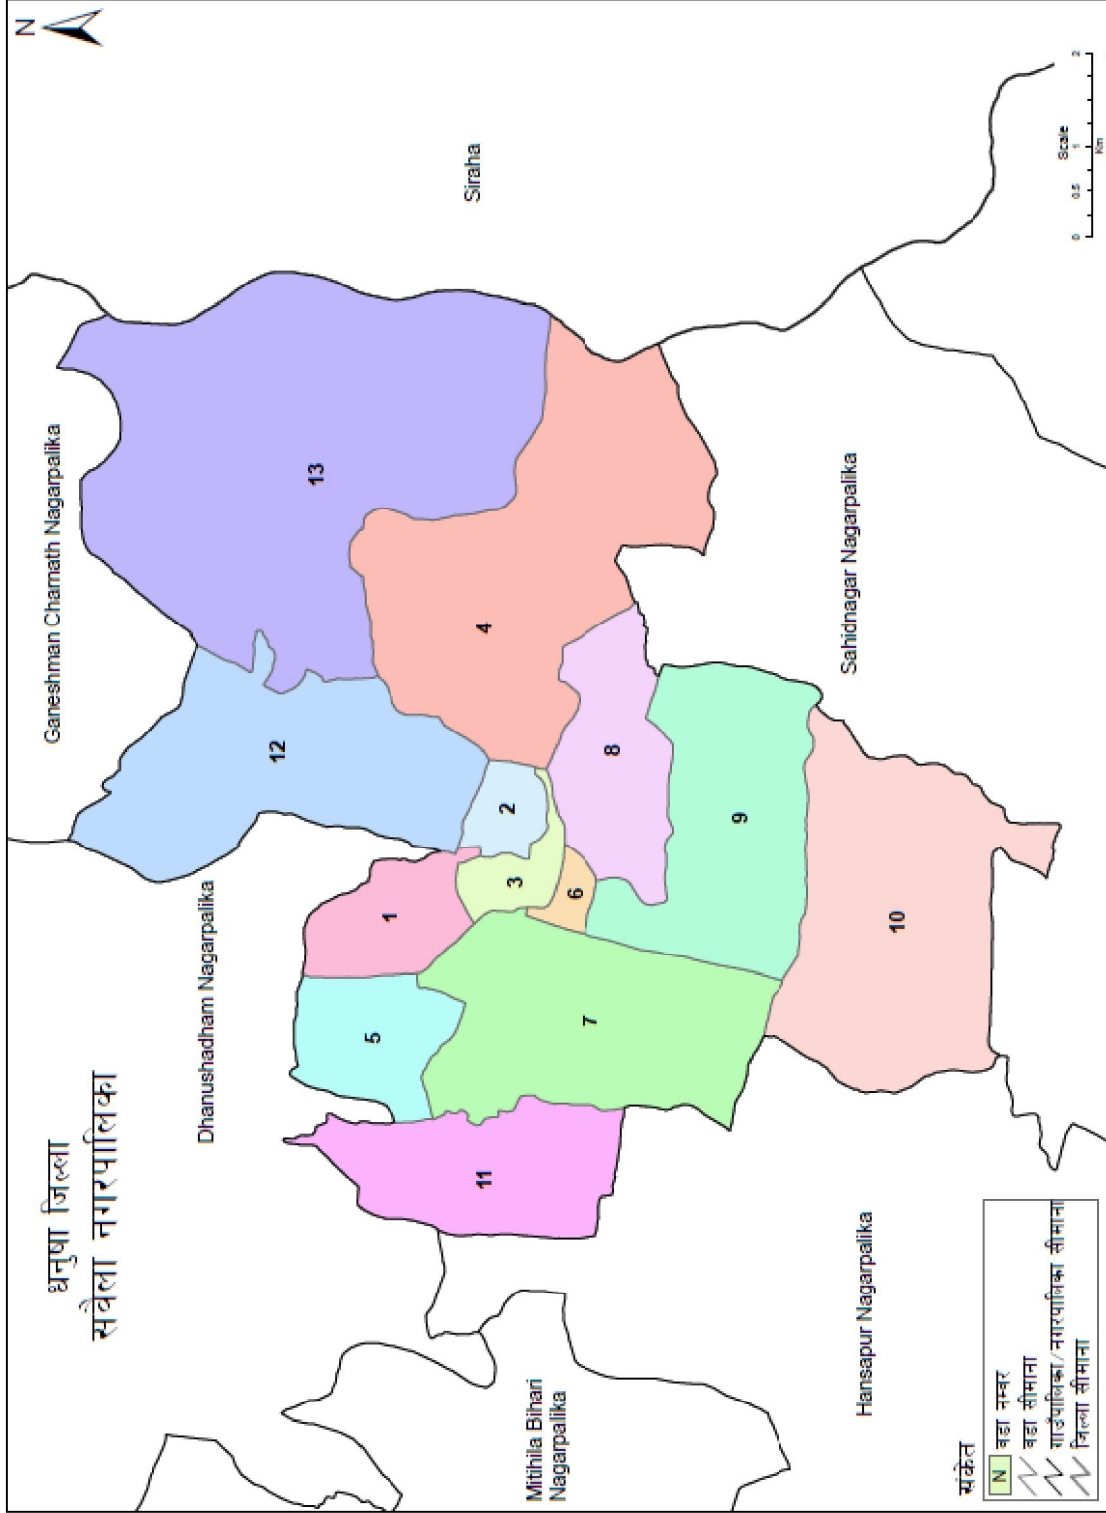 धनुषा जिल्ला
सवैला नगरपालिका
N
Ganeshman Charnath Nagarpalika
Dhanushadham Nagarpalika
Siraha
13
12
4
1
2
3
5
6
8
7
9
11
10
Mitihila Bihari
Nagarpalika
Sahidnagar Nagarpalika
Hansapur Nagarpalika
संकेत
N वडा नम्बर
वडा सीमाना
गाउँपालिका/नगरपालिका सीमाना
जिल्ला सीमाना
Scale
0 0.5 1 2
Km